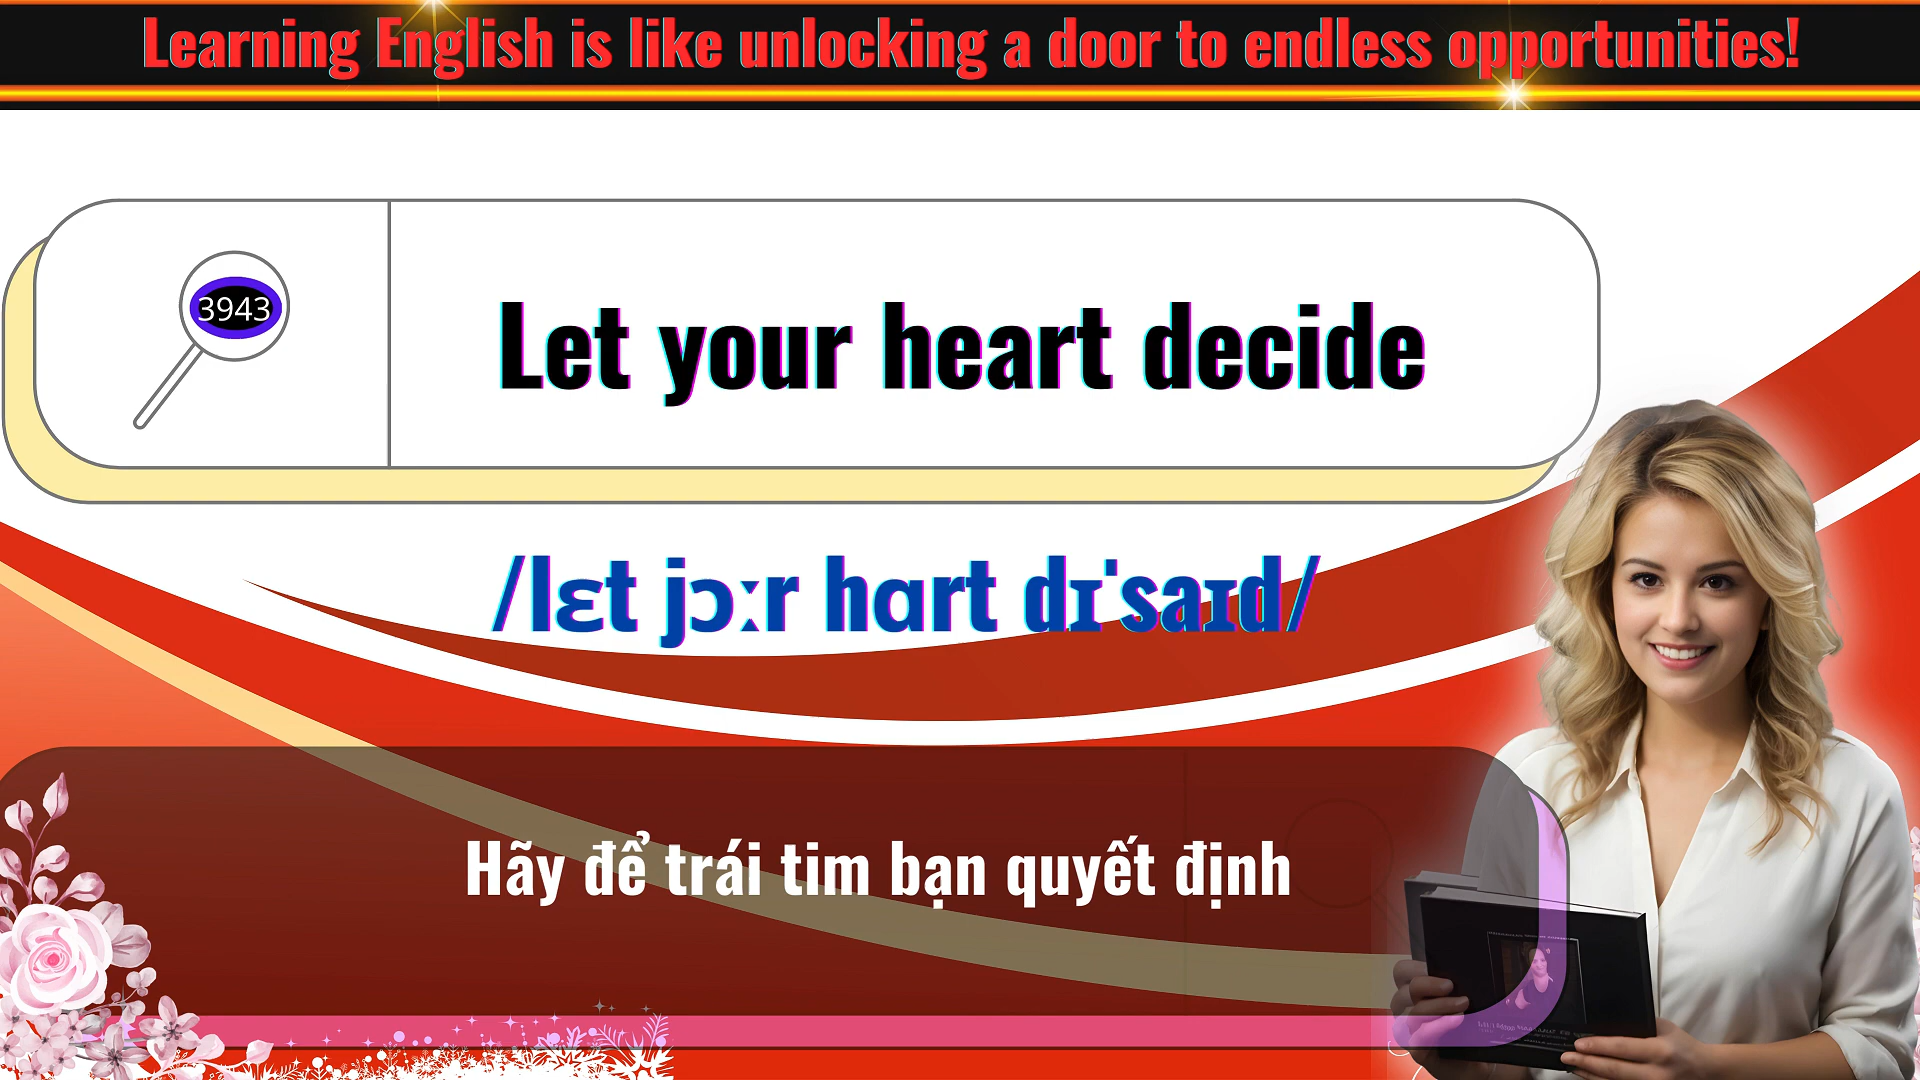 Learning English is like unlocking a door to endless opportunities!
3943
Let your heart decide
/lɛt jɔːr hɑrt dɪˈsaɪd/
Hãy để trái tim bạn quyết định